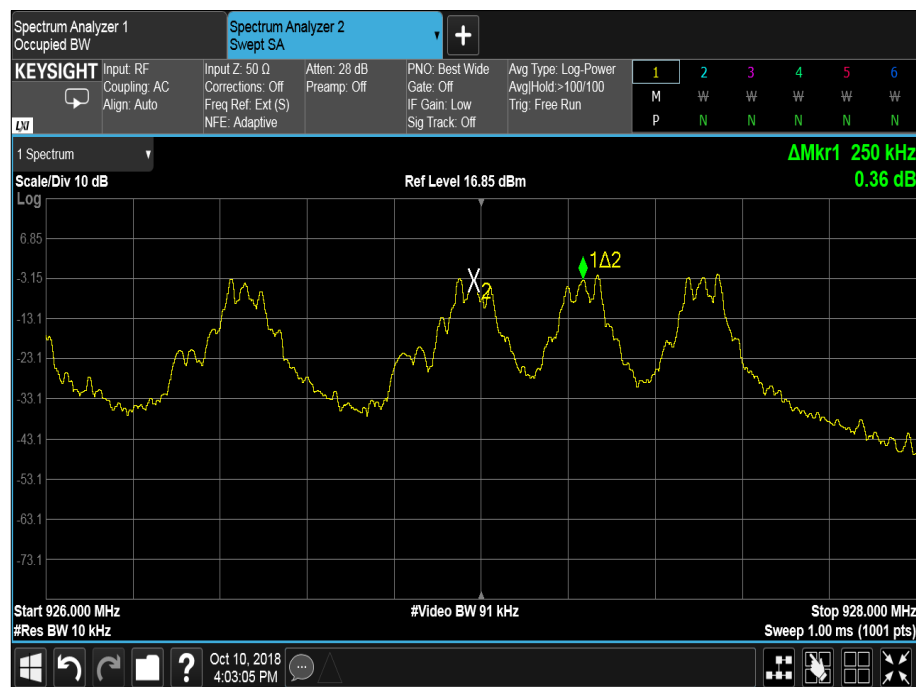 Spectrum Analyzer 1
Occupied BW
Spectrum Analyzer 2
Swept SA
KEYSIGHT
Input: RF
Coupling: AC
Align: Auto
LXI
Input Z: 50 Ω
Corrections: Off
Freq Ref: Ext (S)
NFE: Adaptive
Atten: 28 dB
Preamp: Off
PNO: Best Wide
Gate: Off
IF Gain: Low
Sig Track: Off
Avg Type: Log-Power
Avg|Hold:>100/100
Trig: Free Run
1 2 3 4 5 6
M W W W W W
P N N N N N
1 Spectrum
ΔMkr1 250 kHz
0.36 dB
Scale/Div 10 dB
Ref Level 16.85 dBm
Log
6.85
-3.15
-13.1
-23.1
-33.1
-43.1
-53.1
-63.1
-73.1
X2
1Δ2
Start 926.000 MHz
#Res BW 10 kHz
#Video BW 91 kHz
Stop 928.000 MHz
Sweep 1.00 ms (1001 pts)
?
Oct 10, 2018
4:03:05 PM